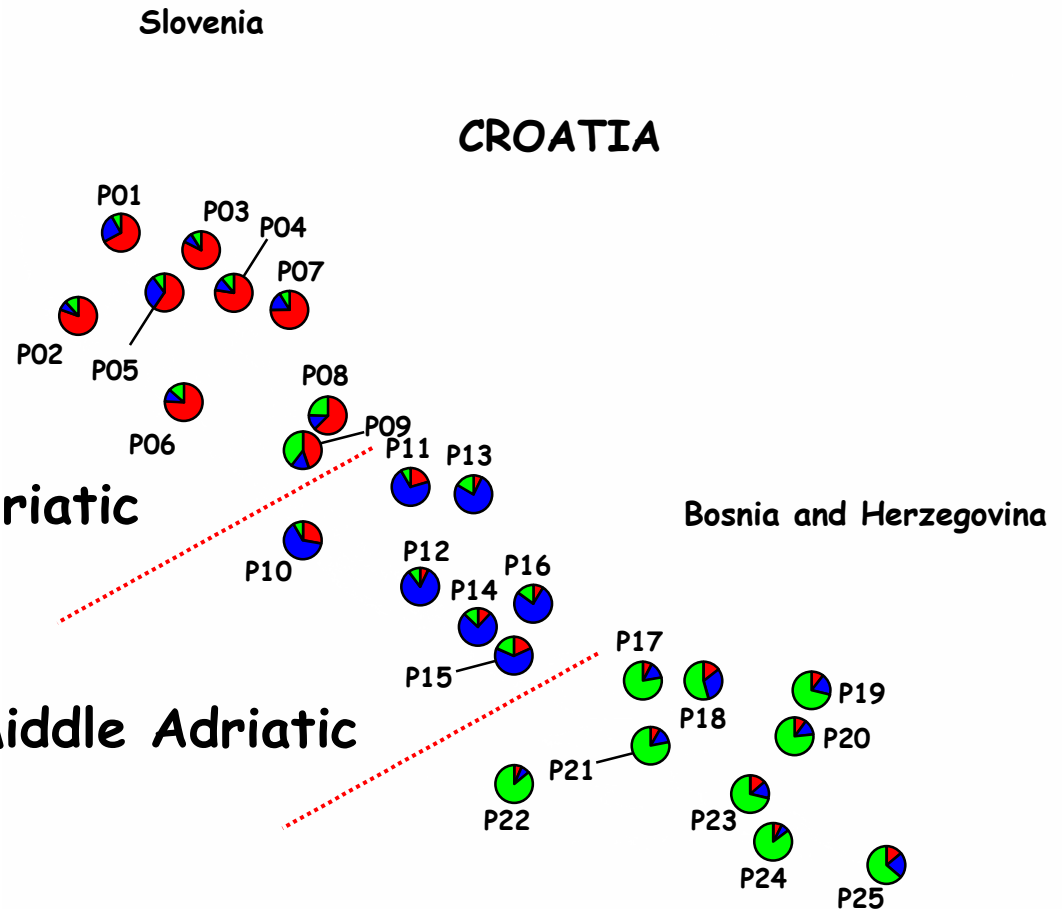 Slovenia
CROATIA
P01
P03
P04
P07
P02
P05
P08
P09
P06
P11
P13
riatic
Bosnia and Herzegovina
P10
P12
P16
P14
P17
P15
P19
P18
iddle Adriatic
P20
P21
P22
P23
P24
P25